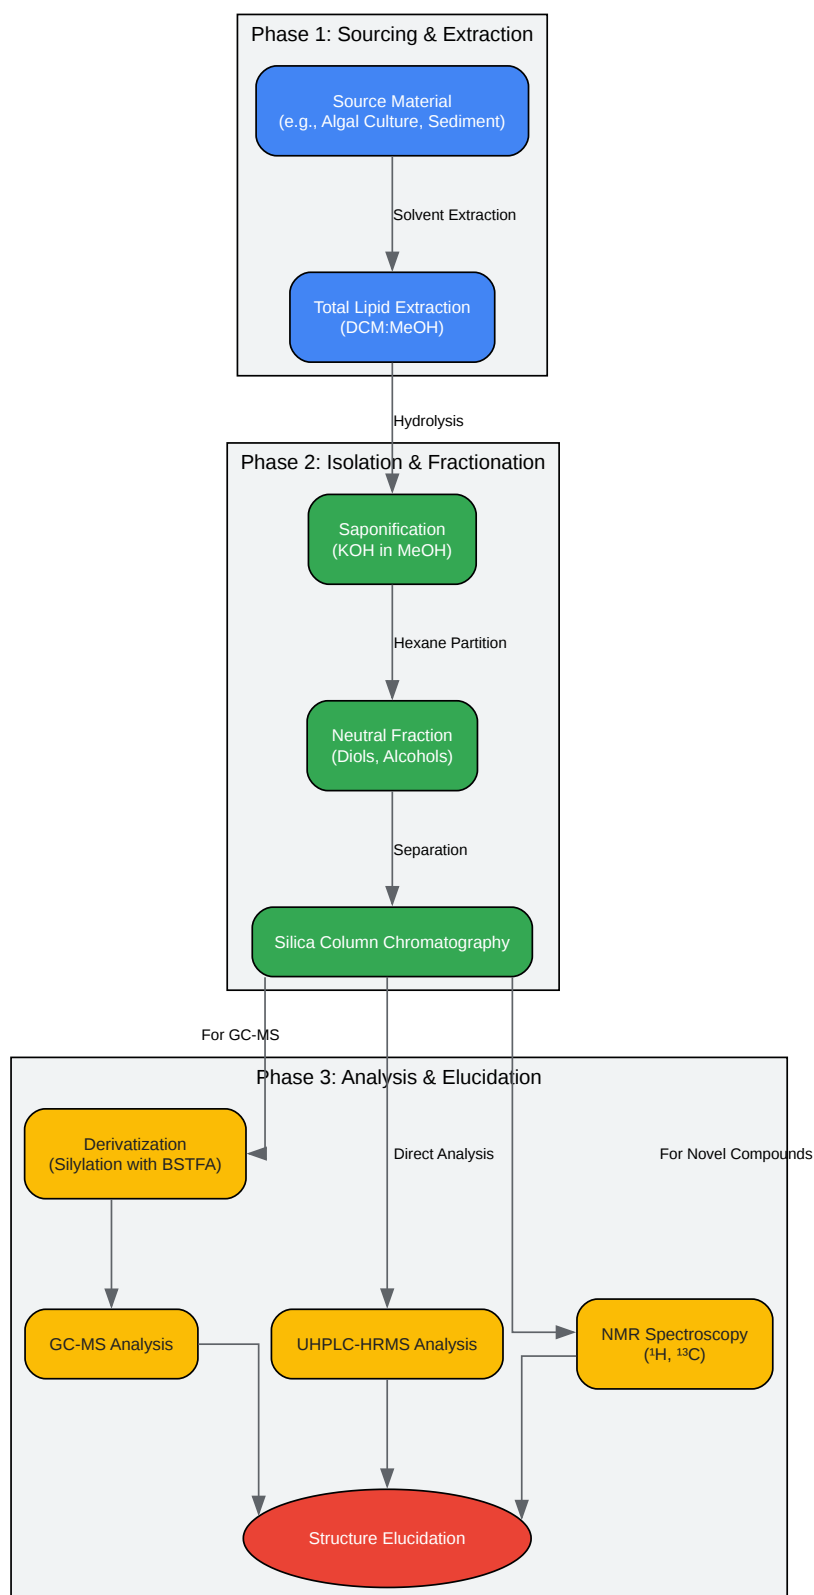 Phase 1: Sourcing & Extraction
Source Material
(e.g., Algal Culture, Sediment)
Solvent Extraction
Total Lipid Extraction
(DCM:MeOH)
Hydrolysis
Phase 2: Isolation & Fractionation
Saponification
(KOH in MeOH)
Hexane Partition
Neutral Fraction
(Diols, Alcohols)
Separation
Silica Column Chromatography
For GC-MS
Phase 3: Analysis & Elucidation
Derivatization
(Silylation with BSTFA)
Direct Analysis
For Novel Compounds
GC-MS Analysis
UHPLC-HRMS Analysis
NMR Spectroscopy
(¹H, ¹³C)
Structure Elucidation